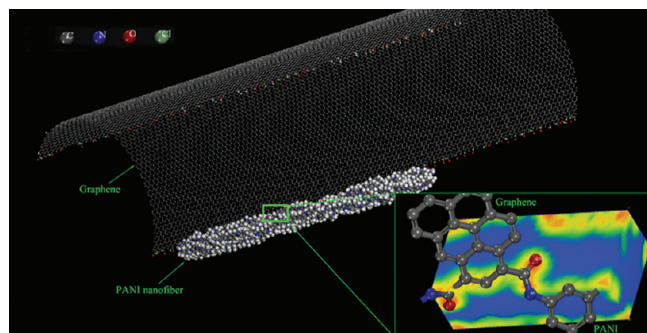 C N O Cl
Graphene
PANI nanofiber
Graphene
PANI